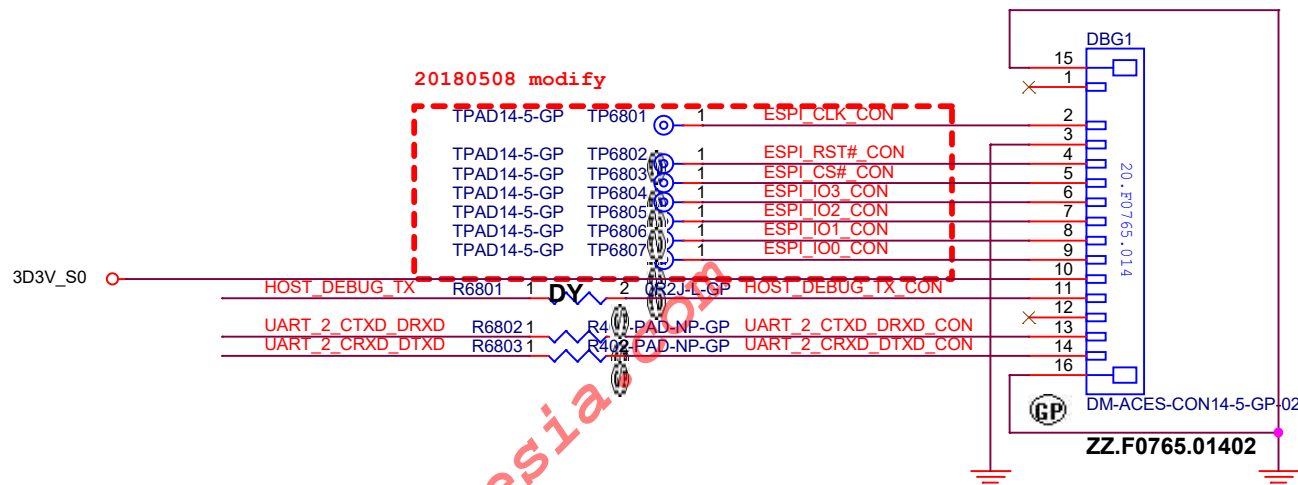 DBG1
15
20180508 modify
1
TPAD14-5-GP TP6801 1 ESPI_CLK_CON 2
3
TPAD14-5-GP TP6802 1 ESPI_RST#_CON 4
TPAD14-5-GP TP6803 1 ESPI_CS#_CON 5
TPAD14-5-GP TP6804 1 ESPI_IO3_CON 6
TPAD14-5-GP TP6805 1 ESPI_IO2_CON 7
TPAD14-5-GP TP6806 1 ESPI_IO1_CON 8
TPAD14-5-GP TP6807 1 ESPI_IO0_CON 9
20.F0765.014
3D3V_S0 10
HOST_DEBUG_TX R6801 1 DY 2 0R2J-L-GP HOST_DEBUG_TX_CON 11
12
UART_2_CTXD_DRXD R6802 1 UART_2_CTXD_DRXD_CON 13
UART_2_CRXD_DTXD R6803 1 R402-PAD-NP-GP UART_2_CRXD_DTXD_CON 14
16
GP DM-ACES-CON14-5-GP-02
ZZ.F0765.01402
esia.com